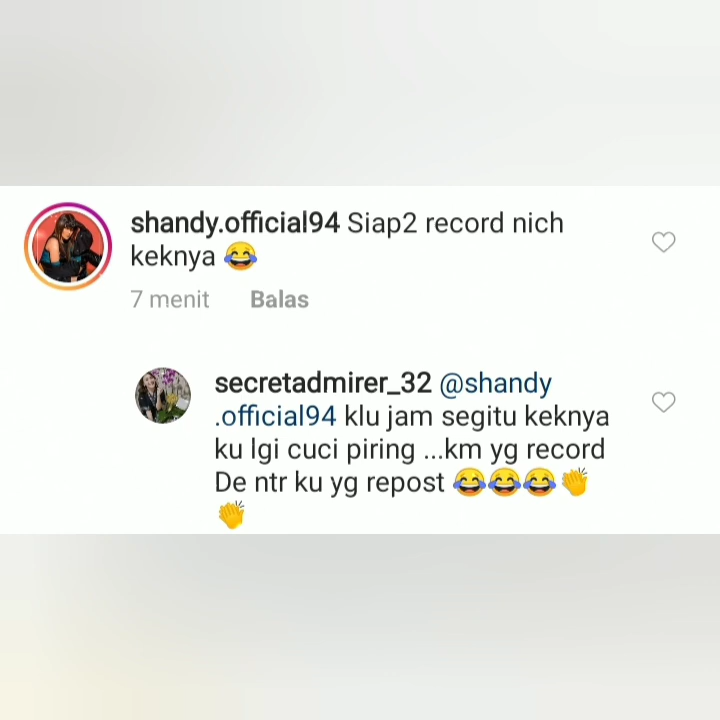 shandy.official94 Siap2 record nich
keknya 😂
7 menit Balas
secretadmirer_32 @shandy
.official94 klu jam segitu keknya
ku lgi cuci piring ...km yg record
De ntr ku yg repost 😂😂😂👏
👏